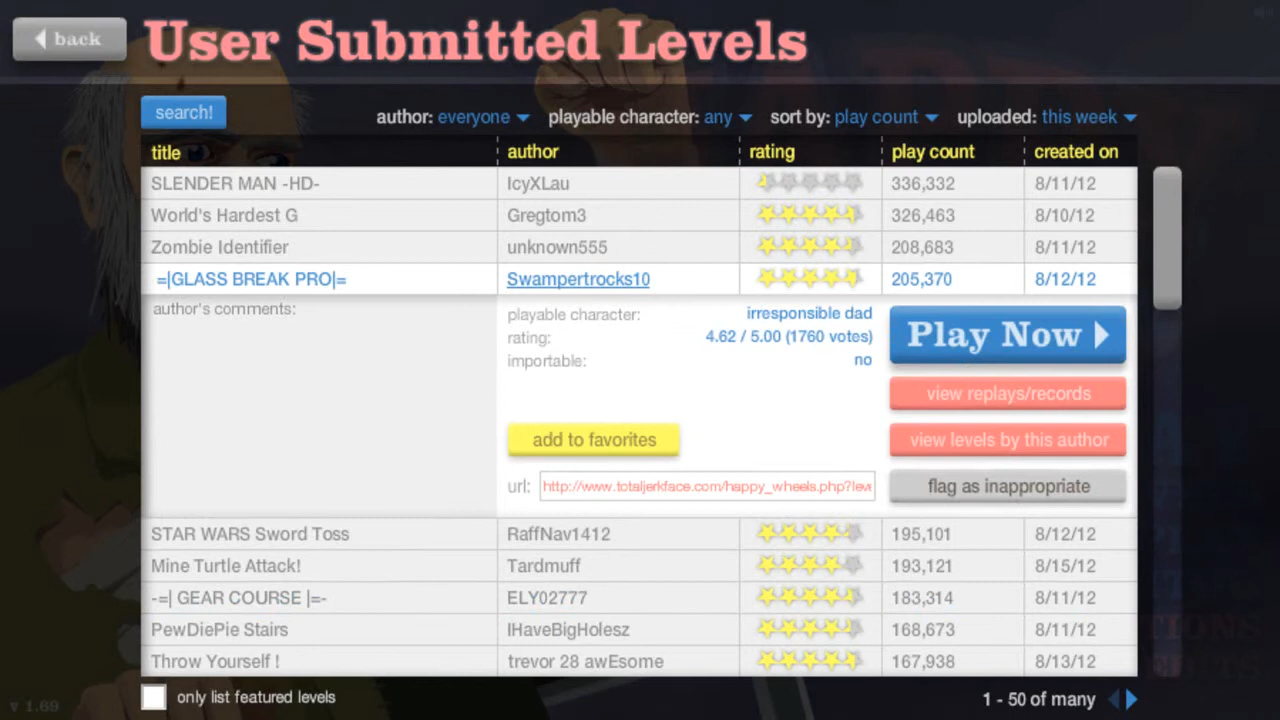 back
User Submitted Levels
search!
author: everyone playable character: any sort by: play count uploaded: this week
title author rating play count created on
SLENDER MAN -HD- IcyXLau 336,332 8/11/12
World's Hardest G Gregtom3 326,463 8/10/12
Zombie Identifier unknown555 208,683 8/11/12
=|GLASS BREAK PRO|= Swampertrocks10 205,370 8/12/12
author's comments:
playable character: irresponsible dad
rating: 4.62 / 5.00 (1760 votes)
importable: no
Play Now
view replays/records
add to favorites
view levels by this author
url: http://www.totaljerkface.com/happy_wheels.php?leve
flag as inappropriate
STAR WARS Sword Toss RaffNav1412 195,101 8/12/12
Mine Turtle Attack! Tardmuff 193,121 8/15/12
-=| GEAR COURSE |=- ELY02777 183,314 8/11/12
PewDiePie Stairs IHaveBigHolesz 168,673 8/11/12
Throw Yourself ! trevor 28 awEsome 167,938 8/13/12
only list featured levels
1 - 50 of many
v 1.69